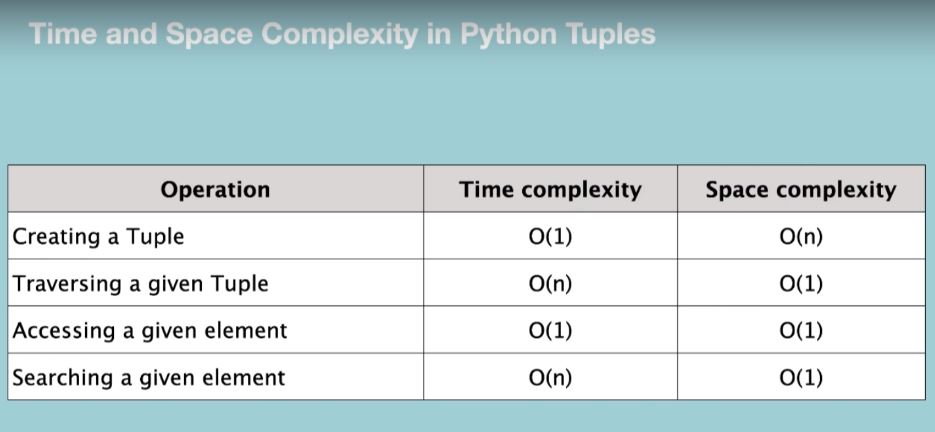 Time and Space Complexity in Python Tuples
Operation Time complexity Space complexity
Creating a Tuple O(1) O(n)
Traversing a given Tuple O(n) O(1)
Accessing a given element O(1) O(1)
Searching a given element O(n) O(1)